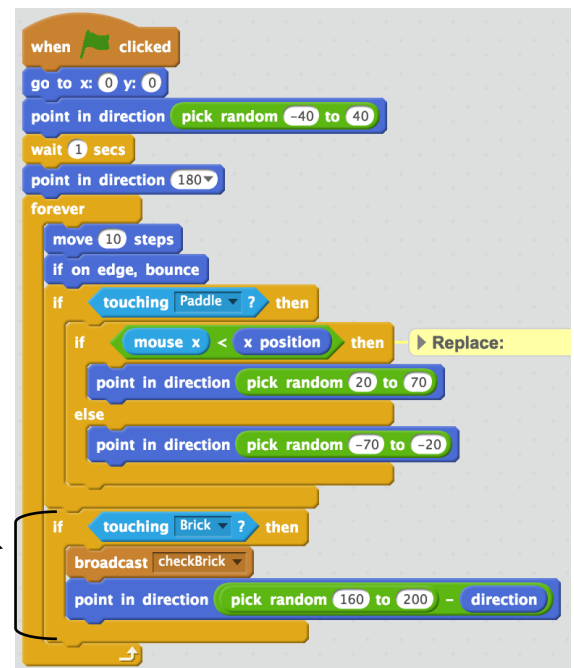 when clicked
go to x: 0 y: 0
point in direction pick random -40 to 40
wait 1 secs
point in direction 180
forever
move 10 steps
if on edge, bounce
if touching Paddle ? then
if mouse x < x position then Replace:
point in direction pick random 20 to 70
else
point in direction pick random -70 to -20
if touching Brick ? then
broadcast checkBrick
point in direction pick random 160 to 200 - direction